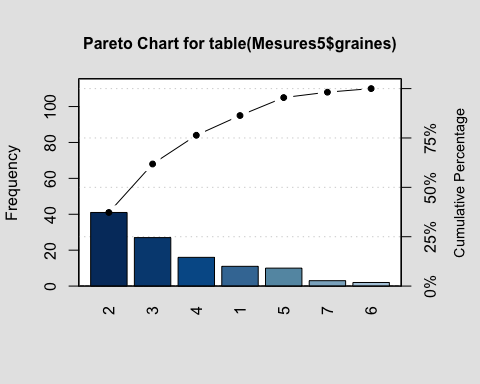 Pareto Chart for table(Mesures5$graines)
Frequency
0 20 40 60 80 100
2 3 4 1 5 7 6
0% 25% 50% 75%
Cumulative Percentage